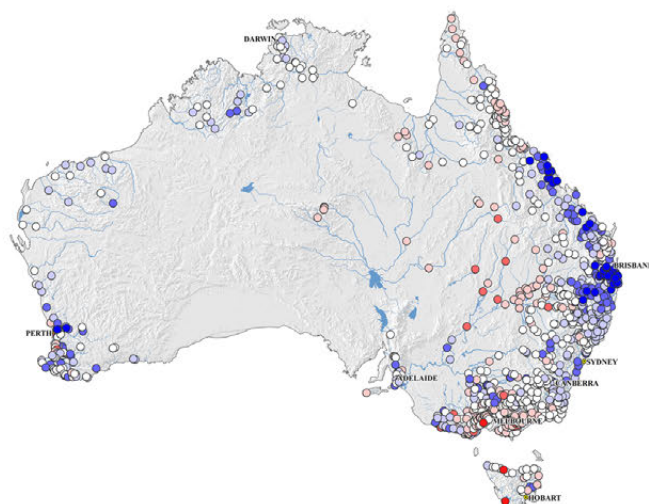 DARWIN
BRISBANE
PERTH
SYDNEY
ADELAIDE
CANBERRA
MELBOURNE
HOBART